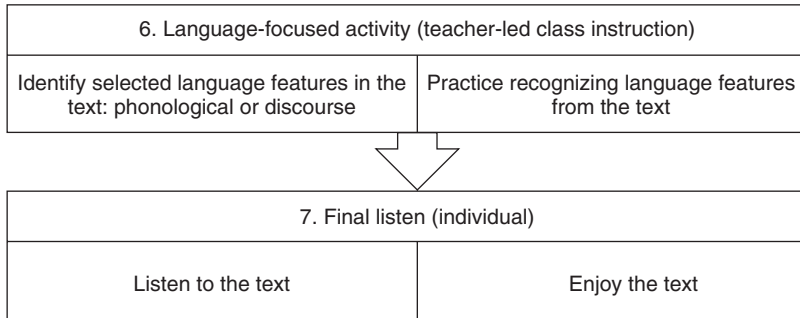 6. Language-focused activity (teacher-led class instruction)
Identify selected language features in the
text: phonological or discourse
Practice recognizing language features
from the text
7. Final listen (individual)
Listen to the text
Enjoy the text